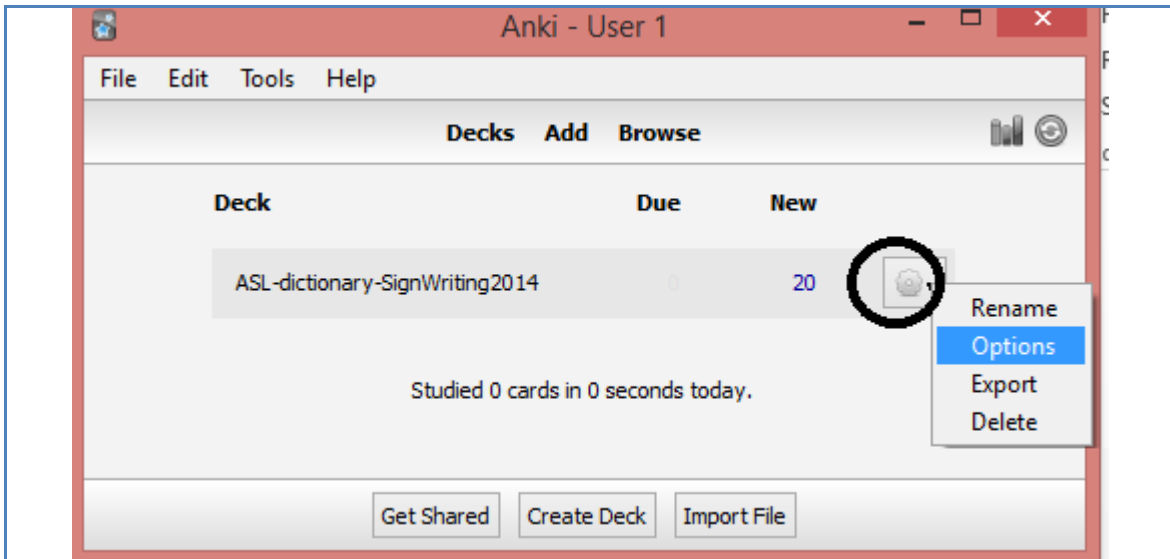 Anki - User 1
File Edit Tools Help
Decks Add Browse
Deck Due New
ASL-dictionary-SignWriting2014 0 20
Rename
Options
Export
Delete
Studied 0 cards in 0 seconds today.
Get Shared Create Deck Import File